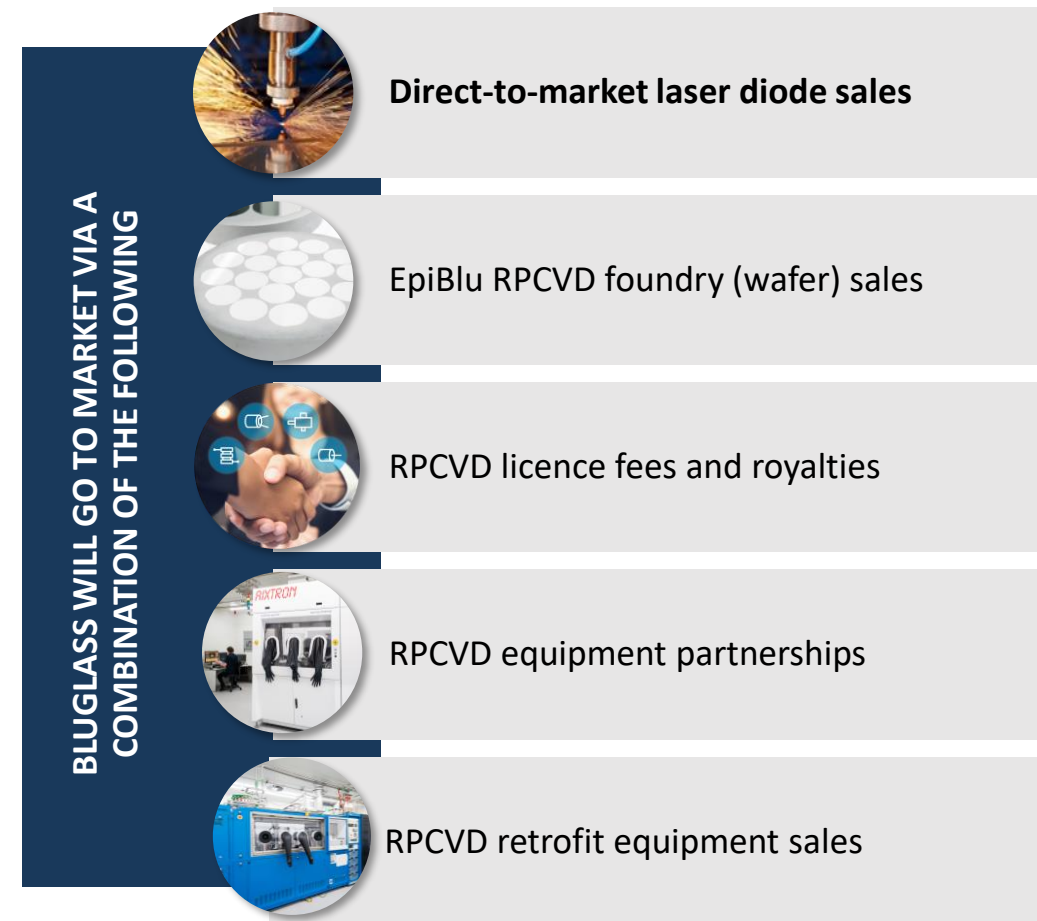 BLUGLASS WILL GO TO MARKET VIA A
COMBINATION OF THE FOLLOWING
Direct-to-market laser diode sales
EpiBlu RPCVD foundry (wafer) sales
RPCVD licence fees and royalties
AIXTRON
RPCVD equipment partnerships
RPCVD retrofit equipment sales